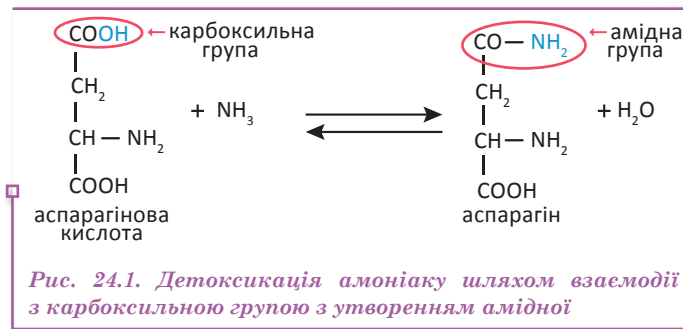 COOH ← карбоксильна
група
CO — NH₂ ← амідна
група
CH₂
+ NH₃
CH — NH₂
COOH
аспарагінова
кислота
CH₂
+ H₂O
CH — NH₂
COOH
аспарагін
Рис. 24.1. Детоксикація амоніаку шляхом взаємодії
з карбоксильною групою з утворенням амідної